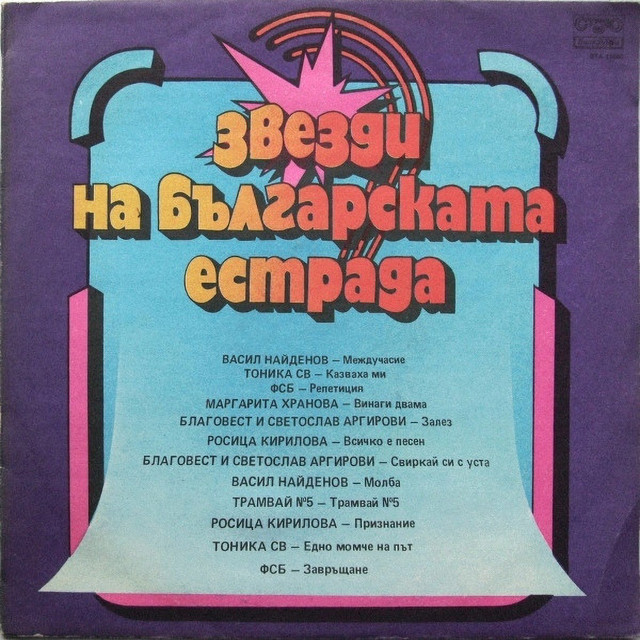 СТЕРЕО
звезди
на българската
естрада
ВАСИЛ НАЙДЕНОВ – Междучасие
ТОНИКА СВ – Казваха ми
ФСБ – Репетиция
МАРГАРИТА ХРАНОВА – Винаги двама
БЛАГОВЕСТ И СВЕТОСЛАВ АРГИРОВИ – Залез
РОСИЦА КИРИЛОВА – Всичко е песен
БЛАГОВЕСТ И СВЕТОСЛАВ АРГИРОВИ – Свиркай си с уста
ВАСИЛ НАЙДЕНОВ – Молба
ТРАМВАЙ №5 – Трамвай №5
РОСИЦА КИРИЛОВА – Признание
ТОНИКА СВ – Едно момче на път
ФСБ – Завръщане